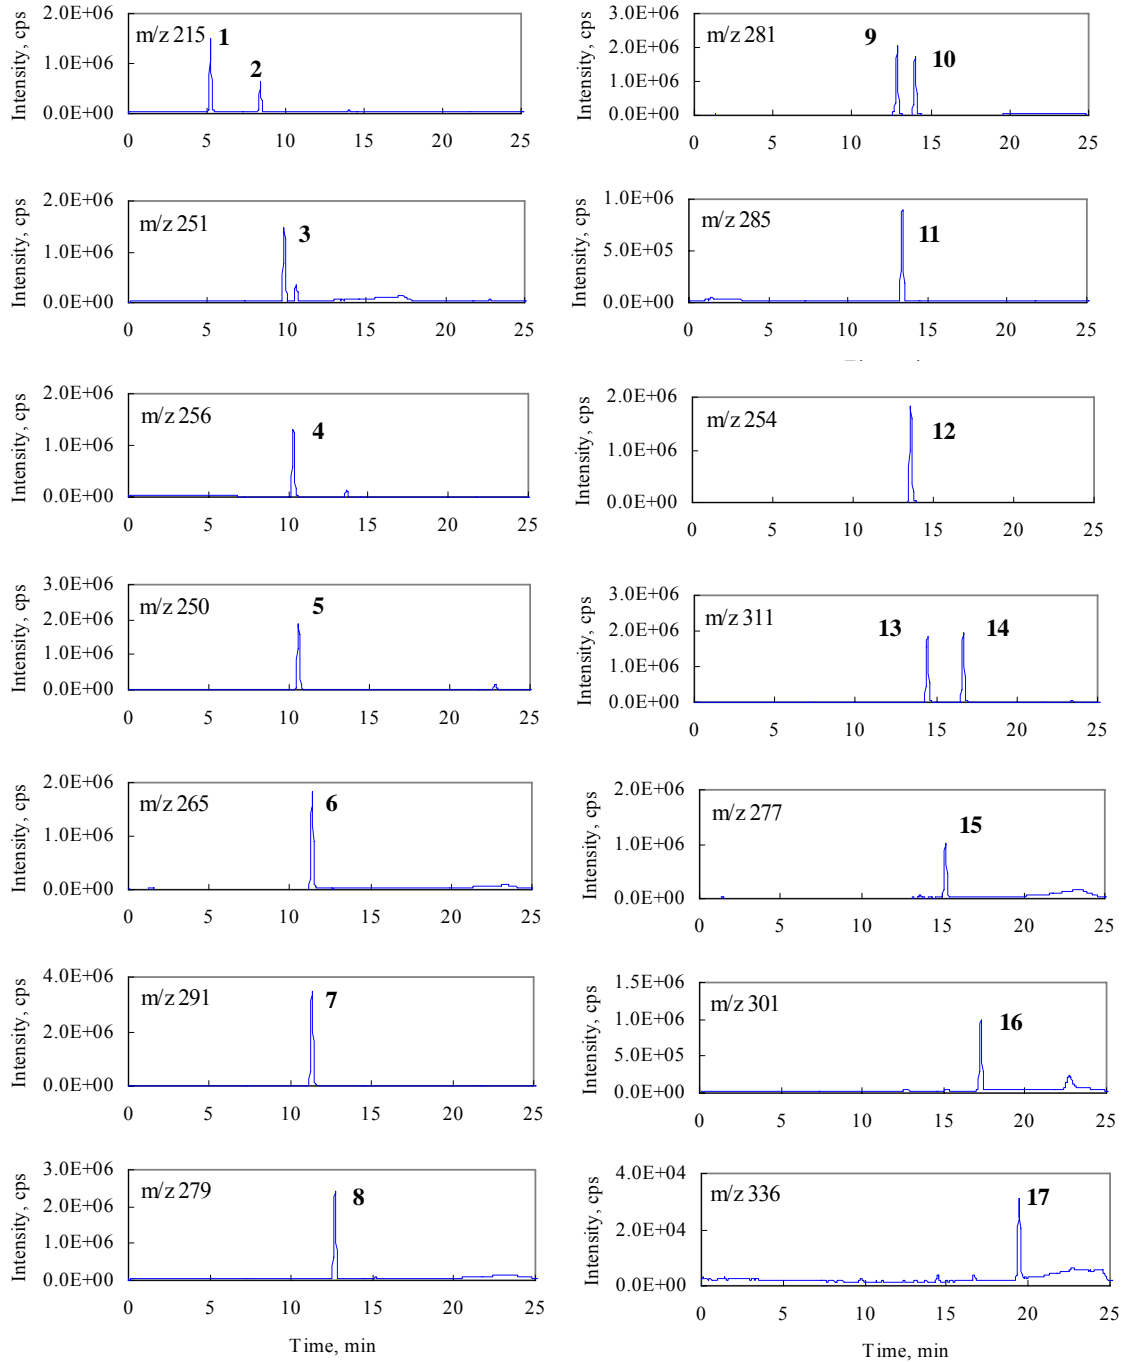 Intensity, cps
2.0E+06
1.0E+06
0.0E+00
m/z 215
1
2
0 5 10 15 20 25
Intensity, cps
2.0E+06
1.0E+06
0.0E+00
m/z 251
3
0 5 10 15 20 25
Intensity, cps
2.0E+06
1.0E+06
0.0E+00
m/z 256
4
0 5 10 15 20 25
Intensity, cps
3.0E+06
2.0E+06
1.0E+06
0.0E+00
m/z 250
5
0 5 10 15 20 25
Intensity, cps
2.0E+06
1.0E+06
0.0E+00
m/z 265
6
0 5 10 15 20 25
Intensity, cps
4.0E+06
2.0E+06
0.0E+00
m/z 291
7
0 5 10 15 20 25
Intensity, cps
3.0E+06
2.0E+06
1.0E+06
0.0E+00
m/z 279
8
0 5 10 15 20 25
Time, min
Intensity, cps
3.0E+06
2.0E+06
1.0E+06
0.0E+00
m/z 281
9
10
0 5 10 15 20 25
Intensity, cps
1.0E+06
5.0E+05
0.0E+00
m/z 285
11
0 5 10 15 20 25
Intensity, cps
2.0E+06
1.0E+06
0.0E+00
m/z 254
12
0 5 10 15 20 25
Intensity, cps
3.0E+06
2.0E+06
1.0E+06
0.0E+00
m/z 311
13
14
0 5 10 15 20 25
Intensity, cps
2.0E+06
1.0E+06
0.0E+00
m/z 277
15
0 5 10 15 20 25
Intensity, cps
1.5E+06
1.0E+06
5.0E+05
0.0E+00
m/z 301
16
0 5 10 15 20 25
Intensity, cps
4.0E+04
2.0E+04
0.0E+00
m/z 336
17
0 5 10 15 20 25
Time, min